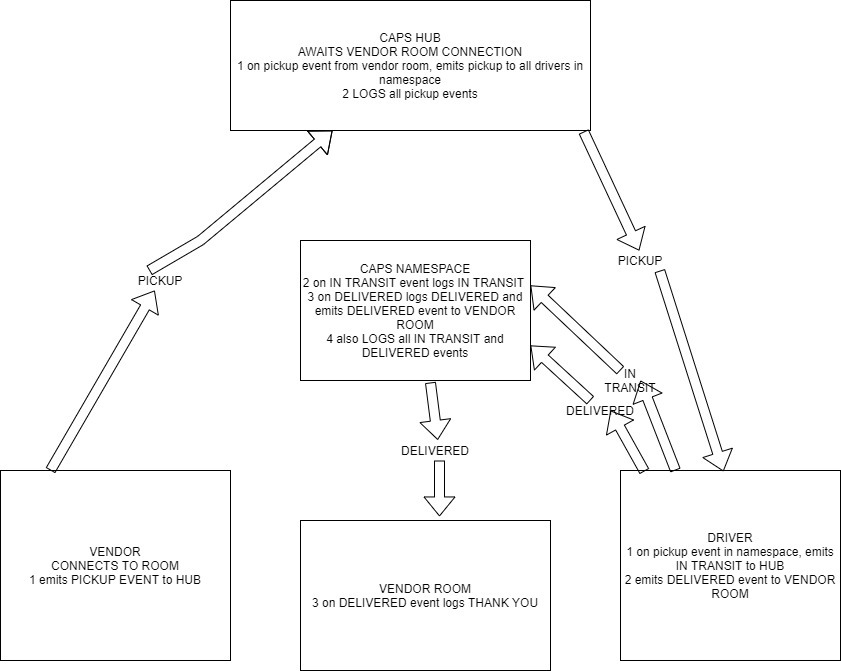 CAPS HUB
AWAITS VENDOR ROOM CONNECTION
1 on pickup event from vendor room, emits pickup to all drivers in
namespace
2 LOGS all pickup events
PICKUP
PICKUP
CAPS NAMESPACE
2 on IN TRANSIT event logs IN TRANSIT
3 on DELIVERED logs DELIVERED and
emits DELIVERED event to VENDOR
ROOM
4 also LOGS all IN TRANSIT and
DELIVERED events
IN
TRANSIT
DELIVERED
DELIVERED
VENDOR
CONNECTS TO ROOM
1 emits PICKUP EVENT to HUB
VENDOR ROOM
3 on DELIVERED event logs THANK YOU
DRIVER
1 on pickup event in namespace, emits
IN TRANSIT to HUB
2 emits DELIVERED event to VENDOR
ROOM